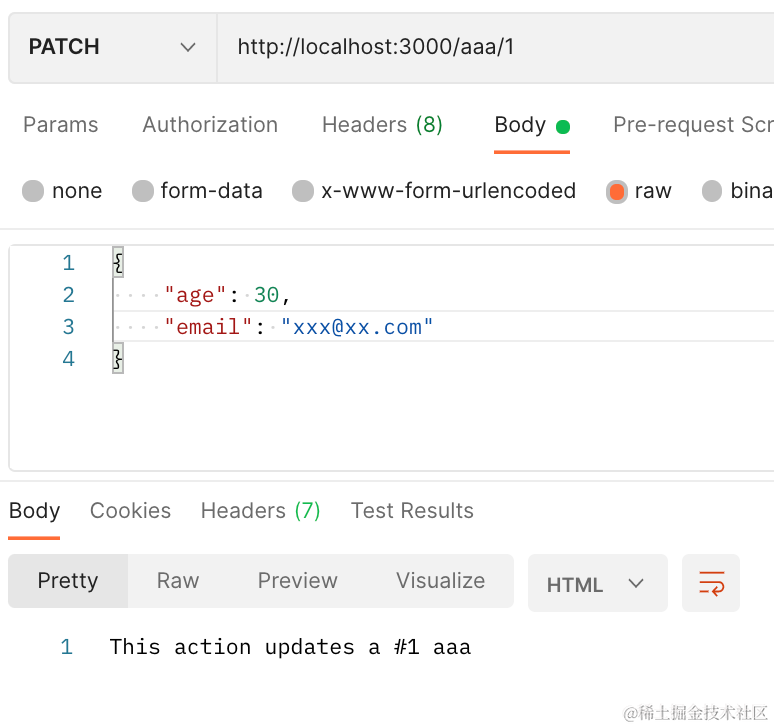 PATCH http://localhost:3000/aaa/1
Params Authorization Headers (8) Body Pre-request Scr
none form-data x-www-form-urlencoded raw bina
1 {
2 "age": 30,
3 "email": "xxx@xx.com"
4 }
Body Cookies Headers (7) Test Results
Pretty Raw Preview Visualize HTML
1 This action updates a #1 aaa
@稀土掘金技术社区